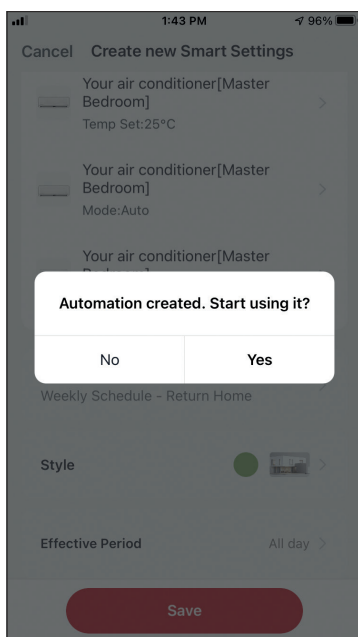 1:43 PM
96%
Cancel Create new Smart Settings
Your air conditioner[Master
Bedroom]
Temp Set:25°C
Your air conditioner[Master
Bedroom]
Mode:Auto
Your air conditioner[Master
Automation created. Start using it?
No Yes
Weekly Schedule - Return Home
Style
Effective Period All day
Save